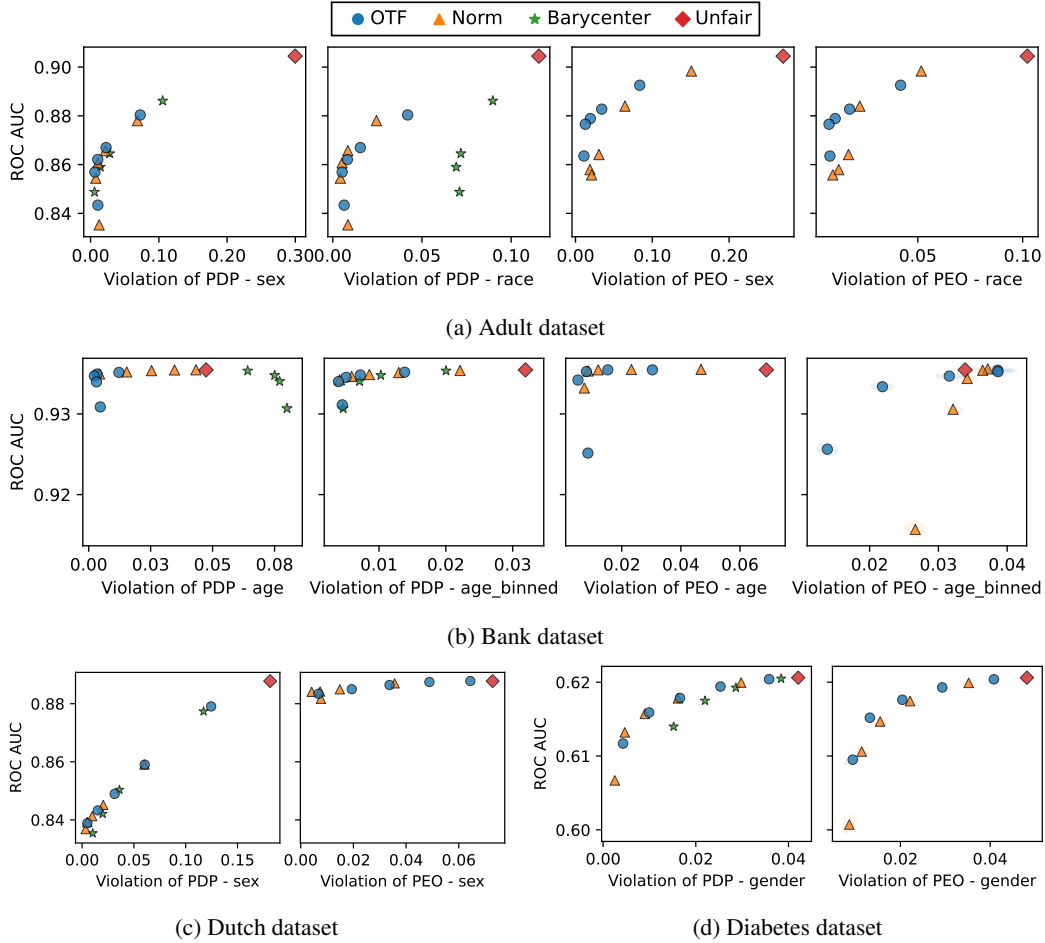 OTF Norm Barycenter Unfair
ROC AUC
0.90
0.88
0.86
0.84
0.00 0.10 0.20 0.30
0.00 0.05 0.10
0.00 0.10 0.20
0.05 0.10
Violation of PDP - sex
Violation of PDP - race
Violation of PEO - sex
Violation of PEO - race
(a) Adult dataset
ROC AUC
0.93
0.92
0.00 0.03 0.05 0.08
0.01 0.02 0.03
0.00 0.02 0.04 0.06
0.02 0.03 0.04
Violation of PDP - age
Violation of PDP - age_binned
Violation of PEO - age
Violation of PEO - age_binned
(b) Bank dataset
ROC AUC
0.88
0.86
0.84
0.00 0.05 0.10 0.15
0.00 0.02 0.04 0.06
Violation of PDP - sex
Violation of PEO - sex
(c) Dutch dataset
ROC AUC
0.62
0.61
0.60
0.00 0.02 0.04
0.02 0.04
Violation of PDP - gender
Violation of PEO - gender
(d) Diabetes dataset